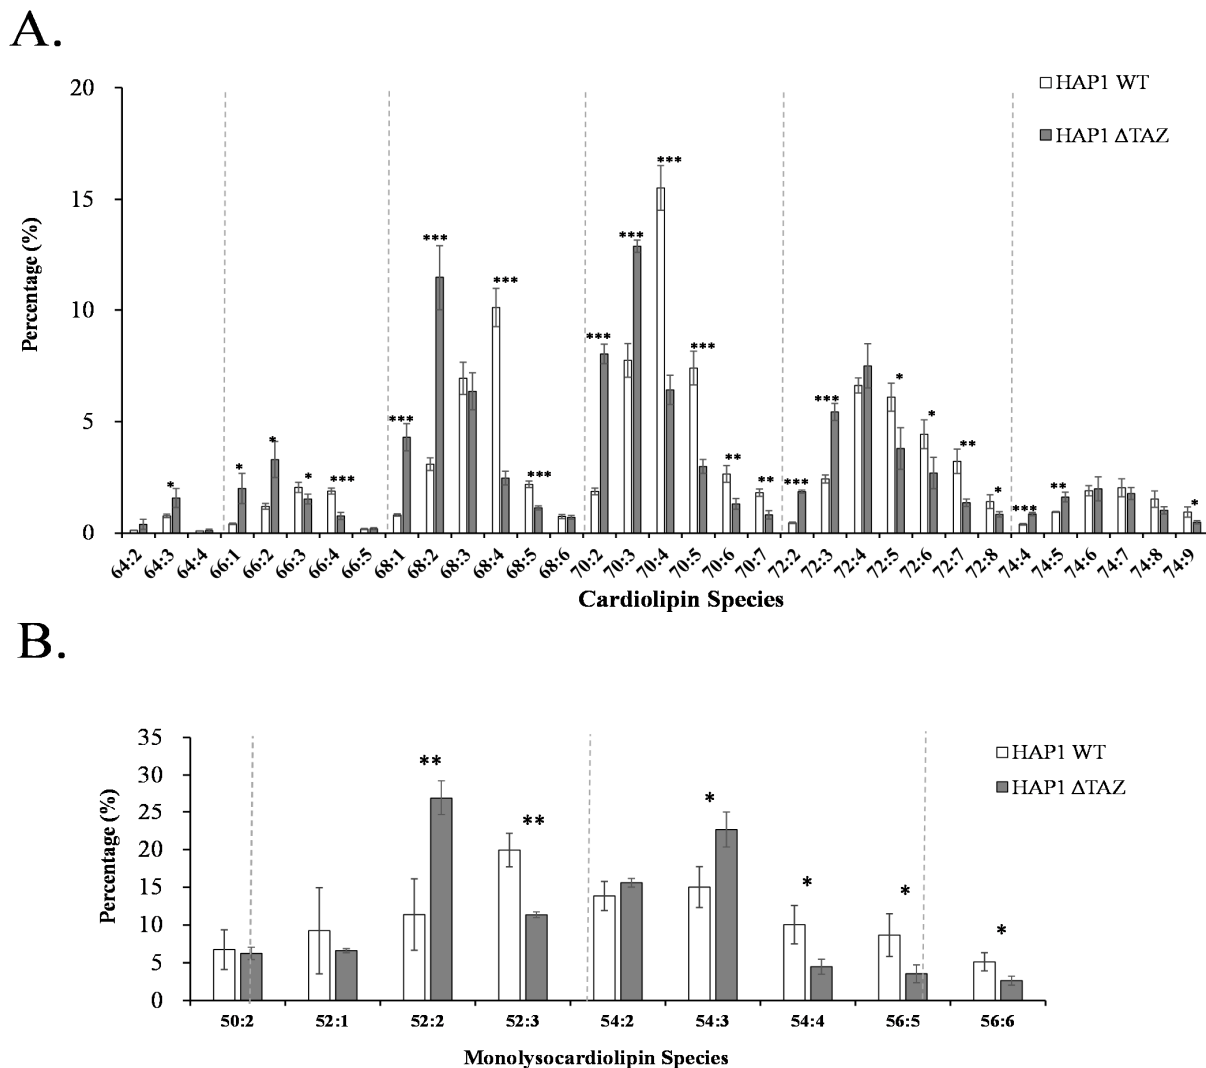 A.
20
15
10
5
0
Percentage (%)
HAP1 WT
HAP1 ΔTAZ
* * * * *** *** *** *** *** *** *** *** *** ** ** *** *** * * ** * *** ** *
64:2 64:3 64:4 66:1 66:2 66:3 66:4 66:5 68:1 68:2 68:3 68:4 68:5 68:6 70:2 70:3 70:4 70:5 70:6 70:7 72:2 72:3 72:4 72:5 72:6 72:7 72:8 74:4 74:5 74:6 74:7 74:8 74:9
Cardiolipin Species
B.
35
30
25
20
15
10
5
0
Percentage (%)
HAP1 WT
HAP1 ΔTAZ
** ** * * * *
50:2 52:1 52:2 52:3 54:2 54:3 54:4 56:5 56:6
Monolysocardiolipin Species